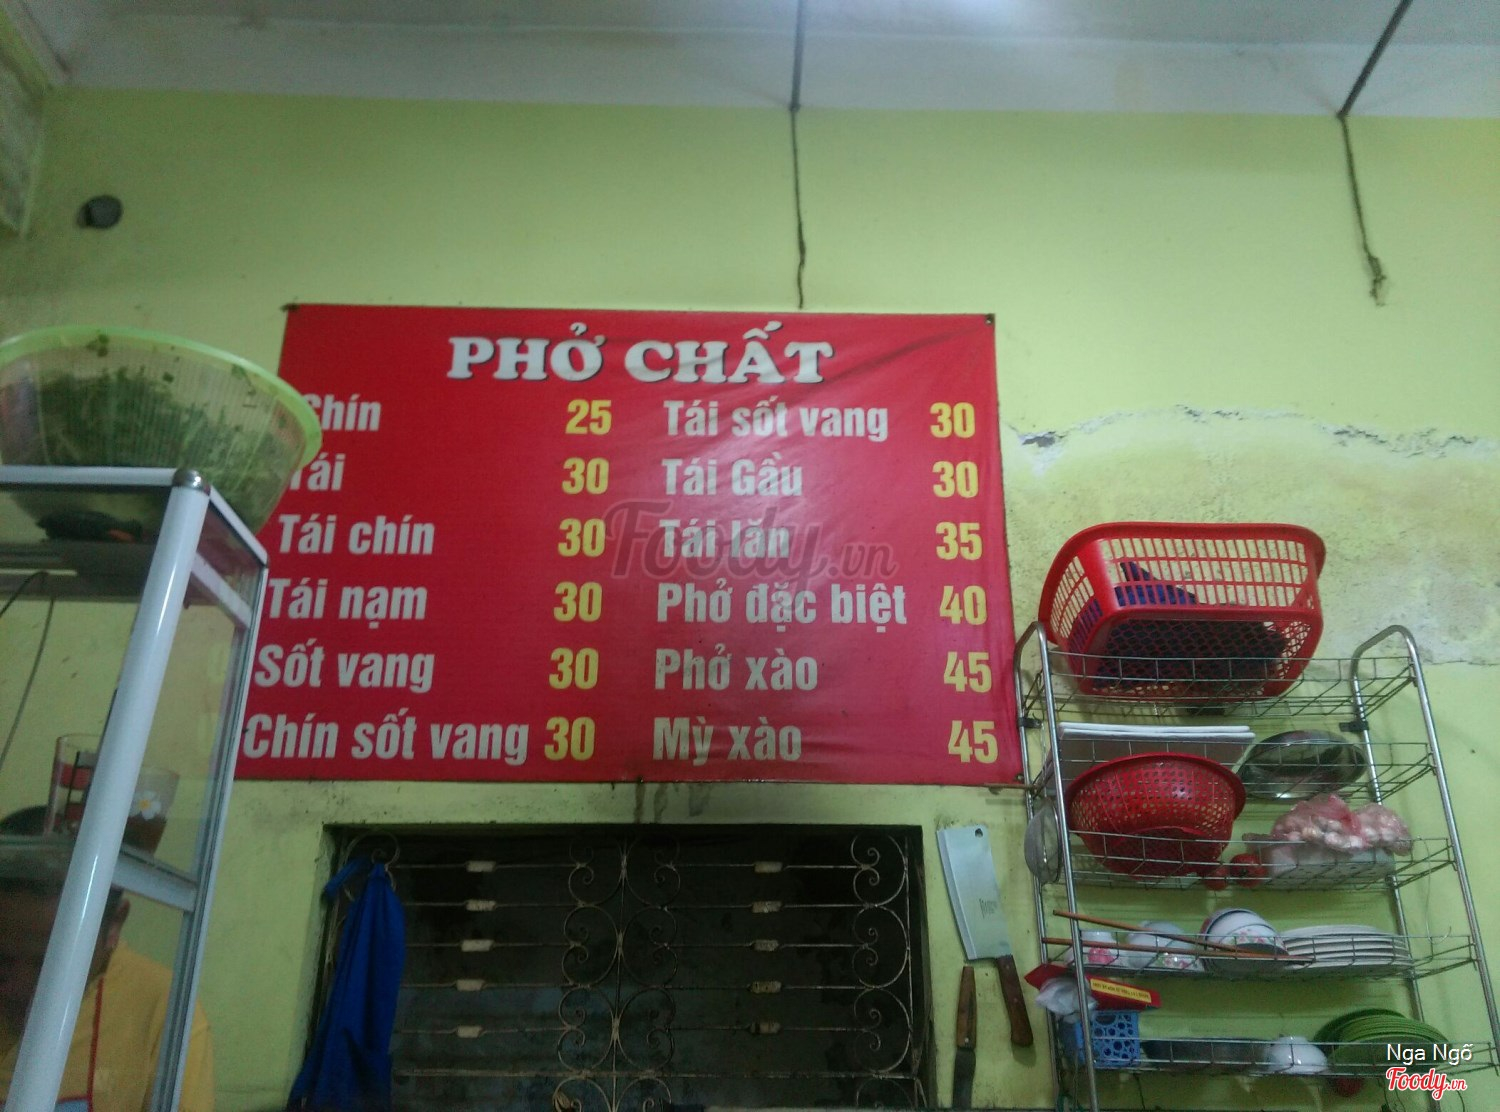 PHỞ CHẤT
Chín 25
Tái 30
Tái chín 30
Tái nạm 30
Sốt vang 30
Chín sốt vang 30
Tái sốt vang 30
Tái Gầu 30
Tái lăn 35
Phở đặc biệt 40
Phở xào 45
Mỳ xào 45
Foody.vn
Nga Ngố
Foody.vn